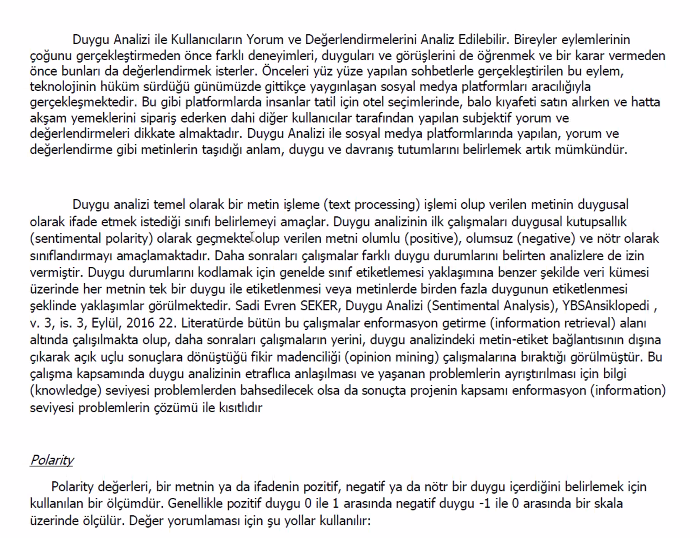 Duygu Analizi ile Kullanıcıların Yorum ve Değerlendirmelerini Analiz Edilebilir. Bireyler eylemlerinin
çoğunu gerçekleştirmeden önce farklı deneyimleri, duyguları ve görüşlerini de öğrenmek ve bir karar vermeden
önce bunları da değerlendirmek isterler. Önceleri yüz yüze yapılan sohbetlerle gerçekleştirilen bu eylem,
teknolojinin hüküm sürdüğü günümüzde gittikçe yaygınlaşan sosyal medya platformları aracılığıyla
gerçekleşmektedir. Bu gibi platformlarda insanlar tatil için otel seçimlerinde, balo kıyafeti satın alırken ve hatta
akşam yemeklerini sipariş ederken dahi diğer kullanıcılar tarafından yapılan subjektif yorum ve
değerlendirmeleri dikkate almaktadır. Duygu Analizi ile sosyal medya platformlarında yapılan, yorum ve
değerlendirme gibi metinlerin taşıdığı anlam, duygu ve davranış tutumlarını belirlemek artık mümkündür.
Duygu analizi temel olarak bir metin işleme (text processing) işlemi olup verilen metinin duygusal
olarak ifade etmek istediği sınıfı belirlemeyi amaçlar. Duygu analizinin ilk çalışmaları duygusal kutupsallık
(sentimental polarity) olarak geçmekte olup verilen metni olumlu (positive), olumsuz (negative) ve nötr olarak
sınıflandırmayı amaçlamaktadır. Daha sonraları çalışmalar farklı duygu durumlarını belirten analizlere de izin
vermiştir. Duygu durumlarını kodlamak için genelde sınıf etiketlemesi yaklaşımına benzer şekilde veri kümesi
üzerinde her metnin tek bir duygu ile etiketlenmesi veya metinlerde birden fazla duygunun etiketlenmesi
şeklinde yaklaşımlar görülmektedir. Sadi Evren SEKER, Duygu Analizi (Sentimental Analysis), YBSAnsiklopedi ,
v. 3, is. 3, Eylül, 2016 22. Literatürde bütün bu çalışmalar enformasyon getirme (information retrieval) alanı
altında çalışılmakta olup, daha sonraları çalışmaların yerini, duygu analizindeki metin-etiket bağlantısının dışına
çıkarak açık uçlu sonuçlara dönüştüğü fikir madenciliği (opinion mining) çalışmalarına bıraktığı görülmüştür. Bu
çalışma kapsamında duygu analizinin etraflıca anlaşılması ve yaşanan problemlerin ayrıştırılması için bilgi
(knowledge) seviyesi problemlerden bahsedilecek olsa da sonuçta projenin kapsamı enformasyon (information)
seviyesi problemlerin çözümü ile kısıtlıdır
Polarity
Polarity değerleri, bir metnin ya da ifadenin pozitif, negatif ya da nötr bir duygu içerdiğini belirlemek için
kullanılan bir ölçümdür. Genellikle pozitif duygu 0 ile 1 arasında negatif duygu -1 ile 0 arasında bir skala
üzerinde ölçülür. Değer yorumlaması için şu yollar kullanılır: